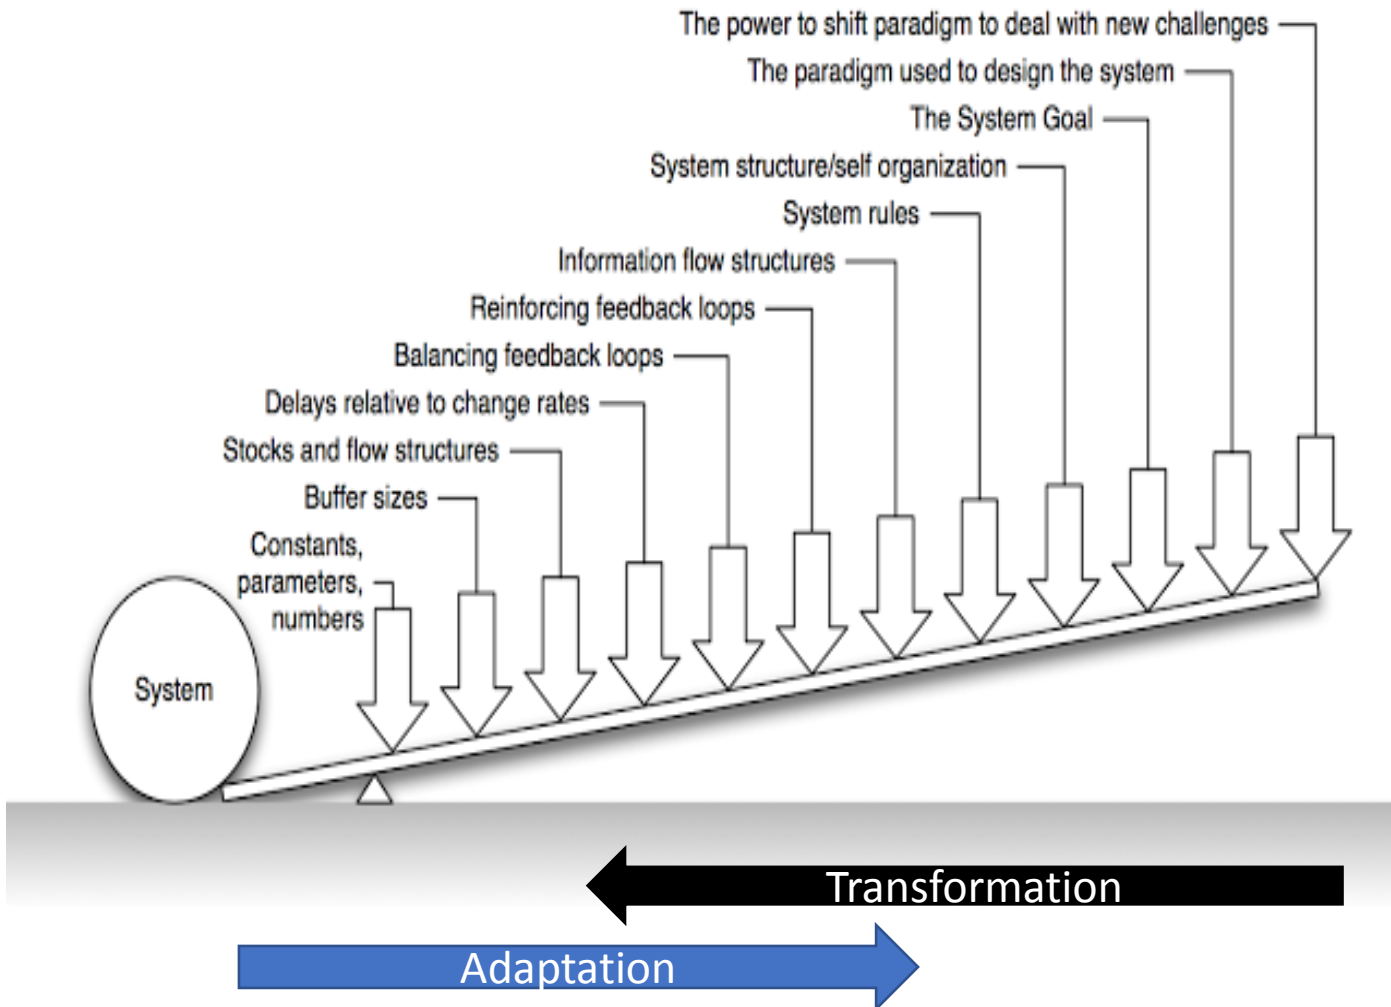 The power to shift paradigm to deal with new challenges
The paradigm used to design the system
The System Goal
System structure/self organization
System rules
Information flow structures
Reinforcing feedback loops
Balancing feedback loops
Delays relative to change rates
Stocks and flow structures
Buffer sizes
Constants,
parameters,
numbers
System
Transformation
Adaptation